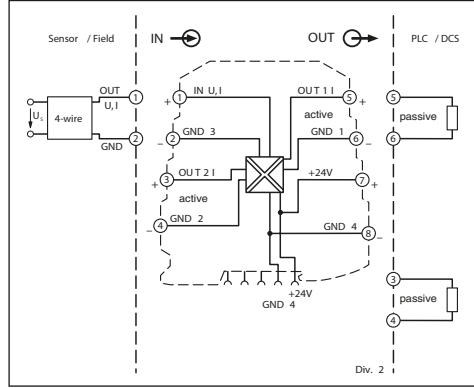 Sensor / Field
IN
OUT
PLC / DCS
OUT
U, I
1
+
1
IN U, I
OUT 1 I
5
+
5
Us
4-wire
active
passive
GND
2
–
2
GND 3
GND 1
6
–
6
+
3
OUT 2 I
+24V
7
+
active
–
4
GND 2
GND 4
8
–
+24V
GND 4
3
passive
4
Div. 2